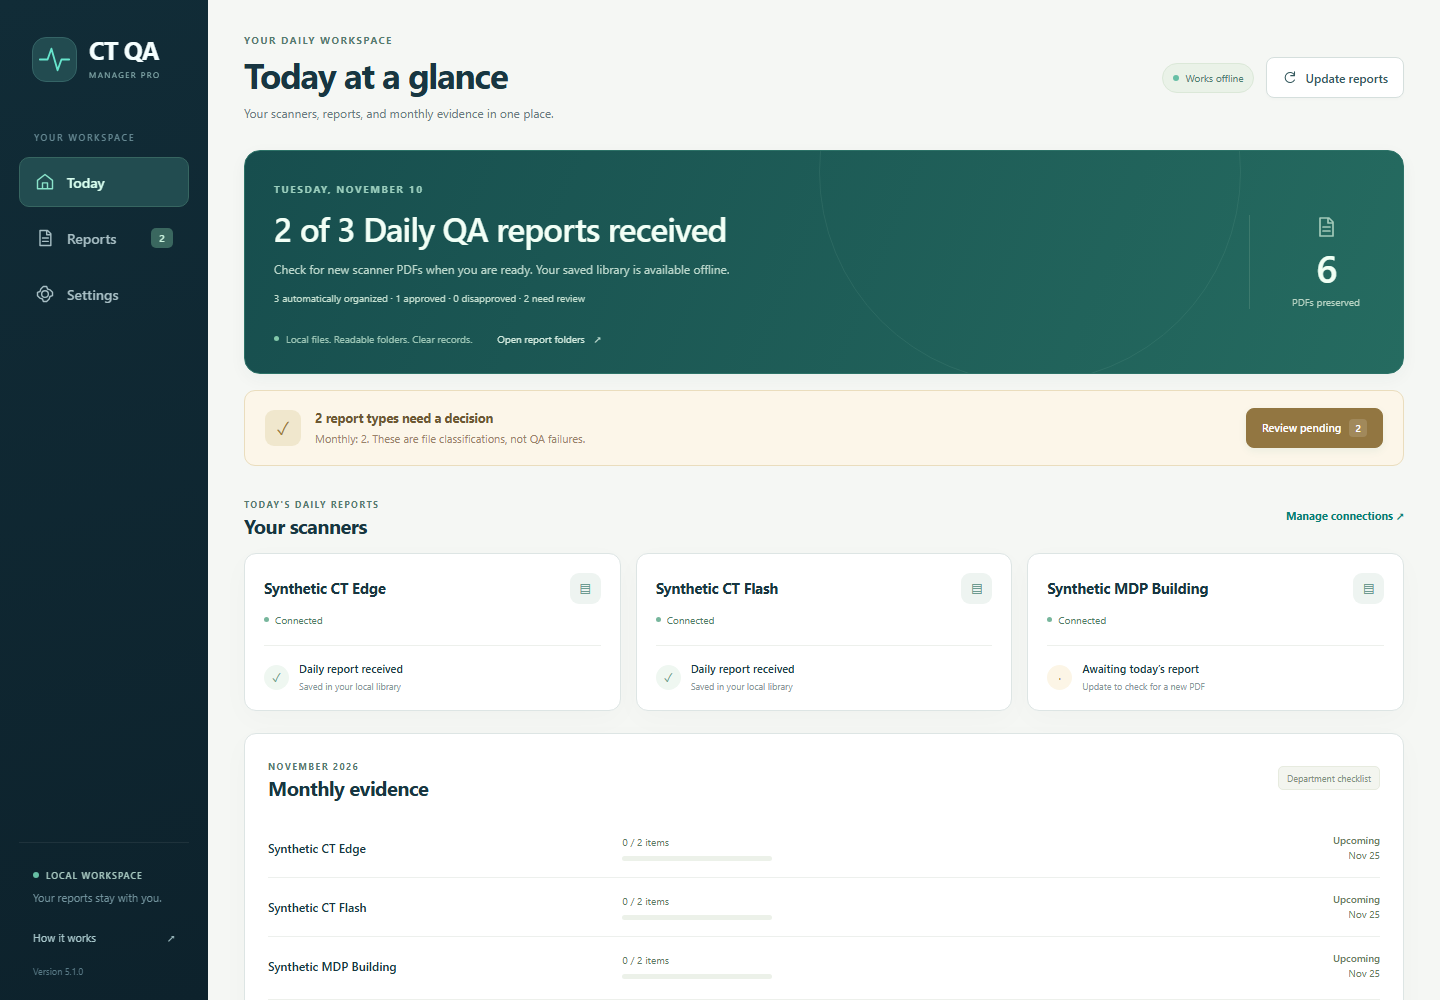 CT QA
MANAGER PRO
YOUR WORKSPACE
Today
Reports 2
Settings
LOCAL WORKSPACE
Your reports stay with you.
How it works ↗
Version 5.1.0
YOUR DAILY WORKSPACE
Today at a glance
Your scanners, reports, and monthly evidence in one place.
Works offline
Update reports
TUESDAY, NOVEMBER 10
2 of 3 Daily QA reports received
Check for new scanner PDFs when you are ready. Your saved library is available offline.
3 automatically organized · 1 approved · 0 disapproved · 2 need review
Local files. Readable folders. Clear records.
Open report folders ↗
6
PDFs preserved
2 report types need a decision
Monthly: 2. These are file classifications, not QA failures.
Review pending 2
TODAY'S DAILY REPORTS
Your scanners
Manage connections ↗
Synthetic CT Edge
Connected
Daily report received
Saved in your local library
Synthetic CT Flash
Connected
Daily report received
Saved in your local library
Synthetic MDP Building
Connected
Awaiting today's report
Update to check for a new PDF
NOVEMBER 2026
Monthly evidence
Department checklist
Synthetic CT Edge
0 / 2 items
Upcoming
Nov 25
Synthetic CT Flash
0 / 2 items
Upcoming
Nov 25
Synthetic MDP Building
0 / 2 items
Upcoming
Nov 25